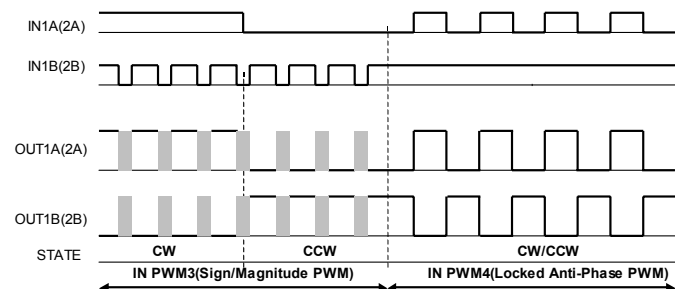 IN1A(2A)
IN1B(2B)
OUT1A(2A)
OUT1B(2B)
STATE CW CCW CW/CCW
IN PWM3(Sign/Magnitude PWM) IN PWM4(Locked Anti-Phase PWM)